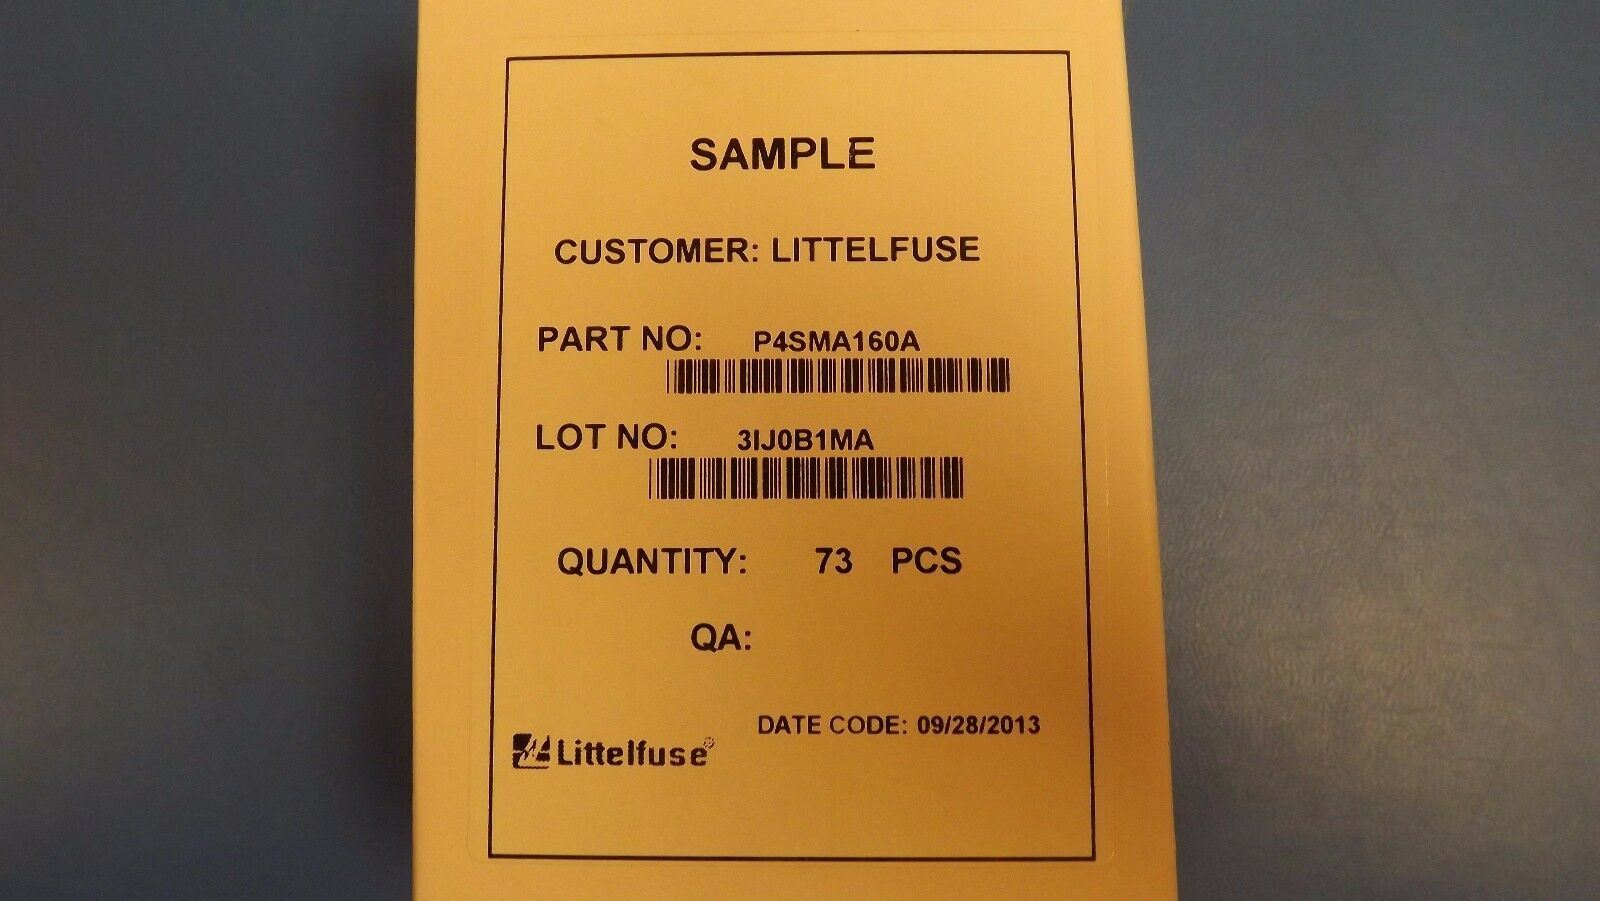 SAMPLE
CUSTOMER: LITTELFUSE
PART NO: P4SMA160A
LOT NO: 3IJ0B1MA
QUANTITY: 73 PCS
QA:
DATE CODE: 09/28/2013
Littelfuse®